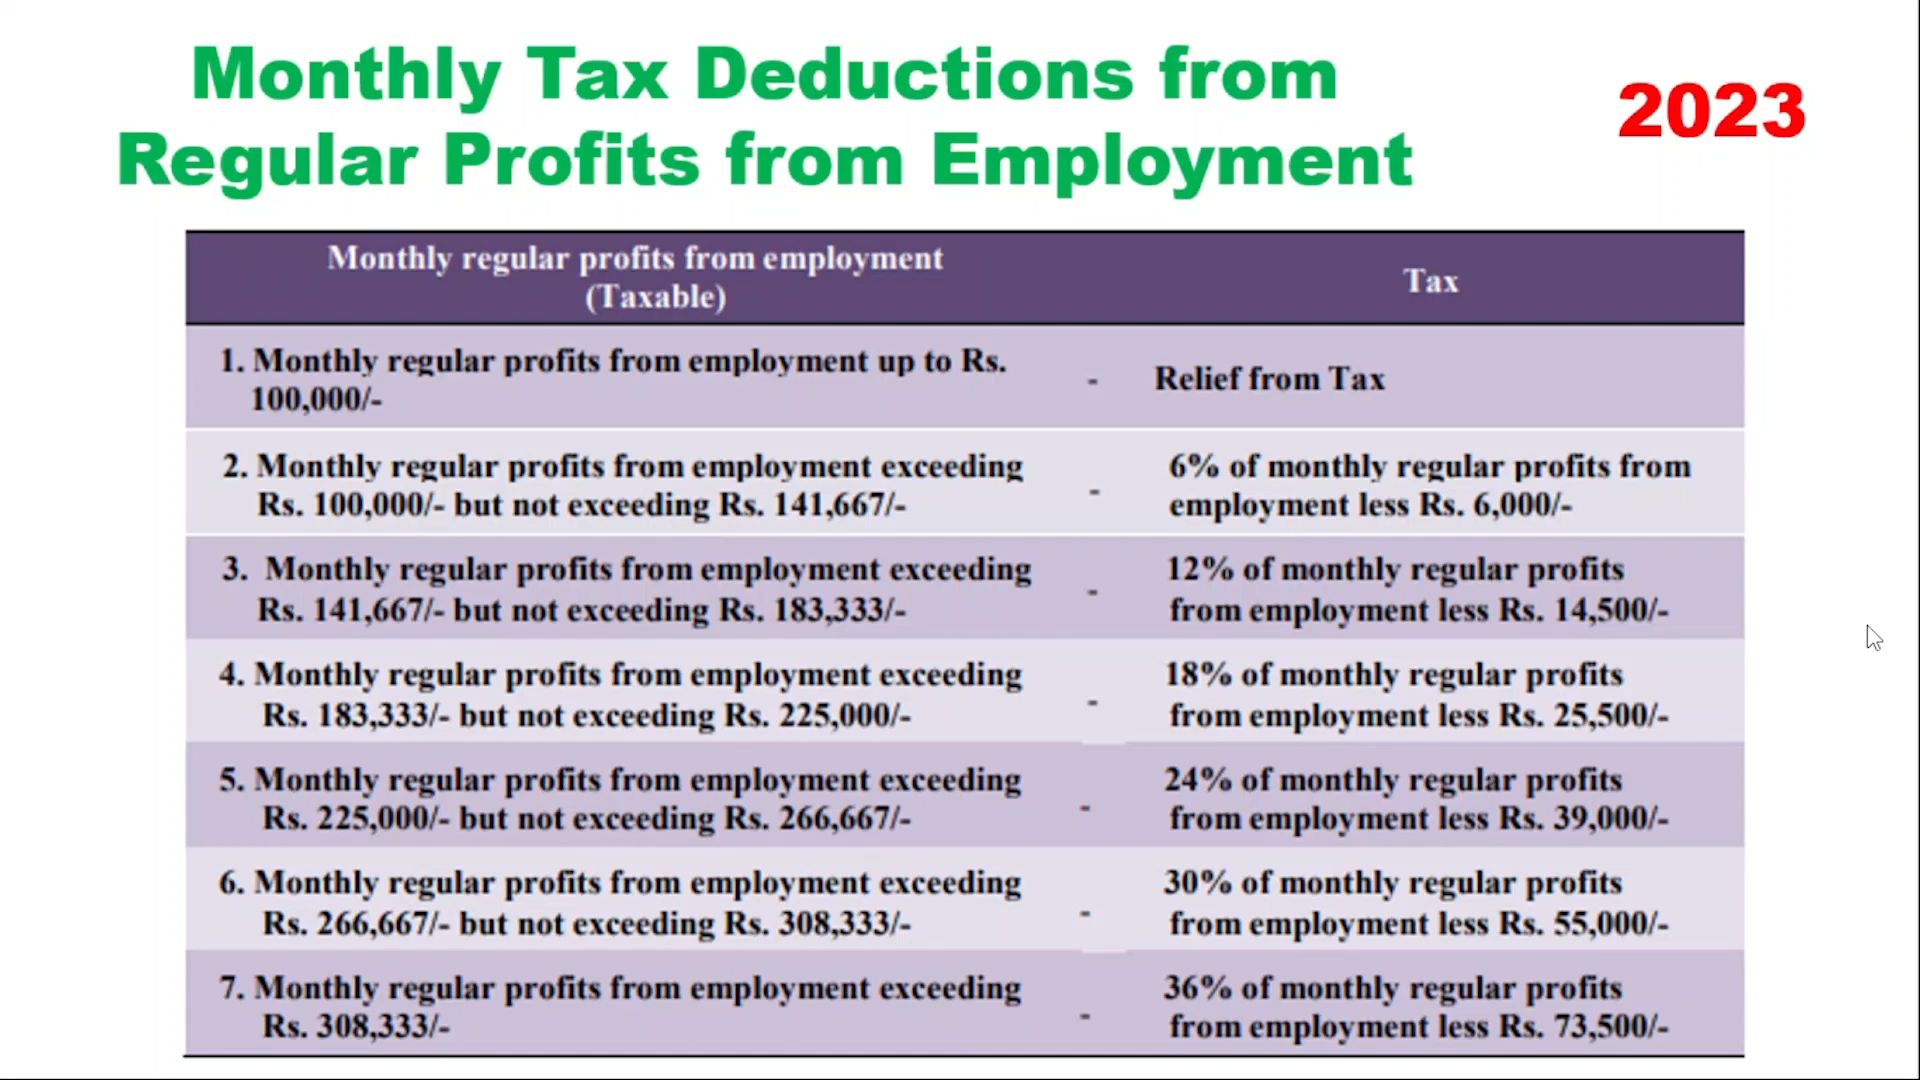 Monthly Tax Deductions from
Regular Profits from Employment
2023
Monthly regular profits from employment
(Taxable)
Tax
1. Monthly regular profits from employment up to Rs.
100,000/-
-
Relief from Tax
2. Monthly regular profits from employment exceeding
Rs. 100,000/- but not exceeding Rs. 141,667/-
-
6% of monthly regular profits from
employment less Rs. 6,000/-
3. Monthly regular profits from employment exceeding
Rs. 141,667/- but not exceeding Rs. 183,333/-
-
12% of monthly regular profits
from employment less Rs. 14,500/-
4. Monthly regular profits from employment exceeding
Rs. 183,333/- but not exceeding Rs. 225,000/-
-
18% of monthly regular profits
from employment less Rs. 25,500/-
5. Monthly regular profits from employment exceeding
Rs. 225,000/- but not exceeding Rs. 266,667/-
-
24% of monthly regular profits
from employment less Rs. 39,000/-
6. Monthly regular profits from employment exceeding
Rs. 266,667/- but not exceeding Rs. 308,333/-
-
30% of monthly regular profits
from employment less Rs. 55,000/-
7. Monthly regular profits from employment exceeding
Rs. 308,333/-
-
36% of monthly regular profits
from employment less Rs. 73,500/-